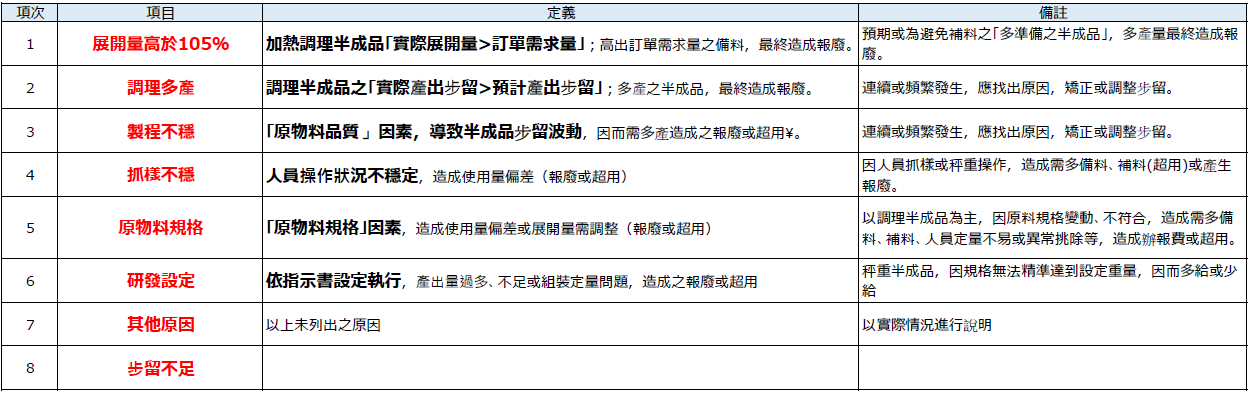 項次 項目 定義 備註
1 展開量高於105% 加熱調理半成品｢實際展開量>訂單需求量｣；高出訂單需求量之備料，最終造成報廢。 預期或為避免補料之｢多準備之半成品｣，多產量最終造成報
廢。
2 調理多產 調理半成品之｢實際產出步留>預計產出步留｣；多產之半成品，最終造成報廢。 連續或頻繁發生，應找出原因，矯正或調整步留。
3 製程不穩 ｢原物料品質 ｣ 因素，導致半成品步留波動，因而需多產造成之報廢或超用¥。 連續或頻繁發生，應找出原因，矯正或調整步留。
4 抓樣不穩 人員操作狀況不穩定，造成使用量偏差（報廢或超用） 因人員抓樣或秤重操作，造成需多備料、補料(超用)或產生
報廢。
5 原物料規格 ｢原物料規格｣因素，造成使用量偏差或展開量需調整（報廢或超用） 以調理半成品為主，因原料規格變動、不符合，造成需多備
料、補料、人員定量不易或異常挑除等，造成辦報費或超用。
6 研發設定 依指示書設定執行，產出量過多、不足或組裝定量問題，造成之報廢或超用 秤重半成品，因規格無法精準達到設定重量，因而多給或少
給
7 其他原因 以上未列出之原因 以實際情況進行說明
8 步留不足